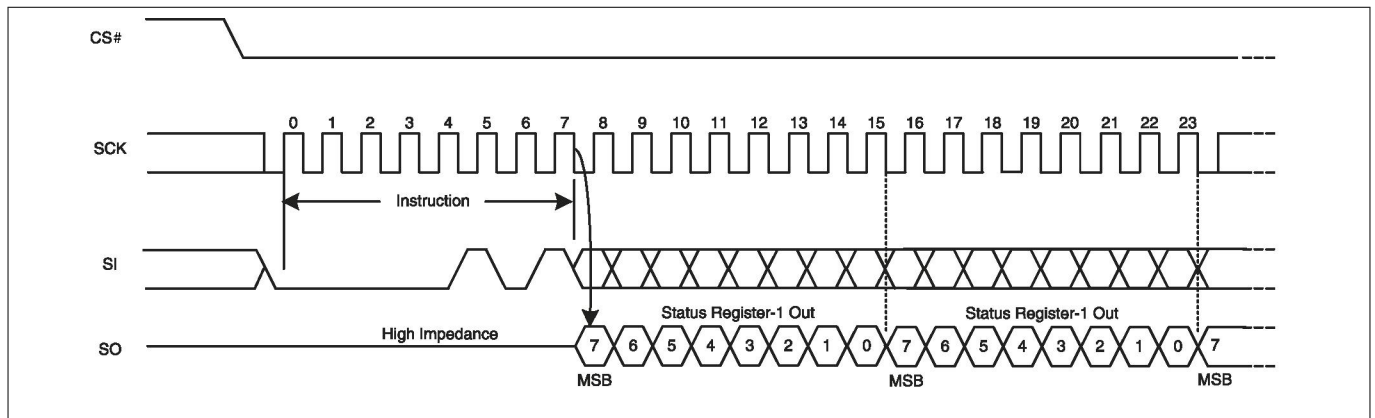 CS#
0 1 2 3 4 5 6 7 8 9 10 11 12 13 14 15 16 17 18 19 20 21 22 23
SCK
Instruction
SI
Status Register-1 Out Status Register-1 Out
High Impedance
SO 7 6 5 4 3 2 1 0 7 6 5 4 3 2 1 0 7
MSB MSB MSB